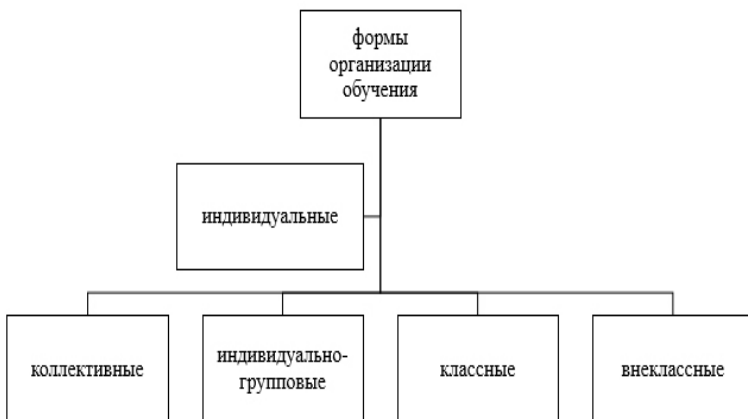 формы
организации
обучения
индивидуальные
коллективные
индивидуально-
групповые
классные
внеклассные